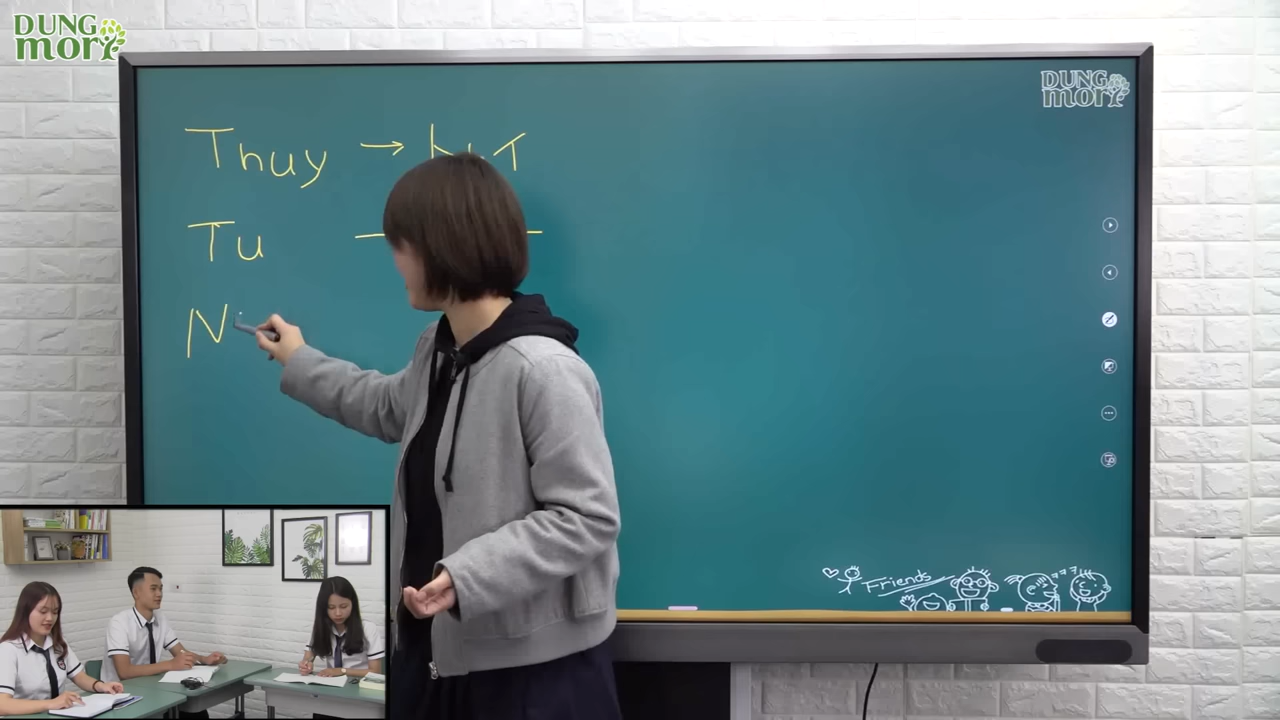 DUNG
mori
DUNG
mori
Thuy →
Tu
N
Friends